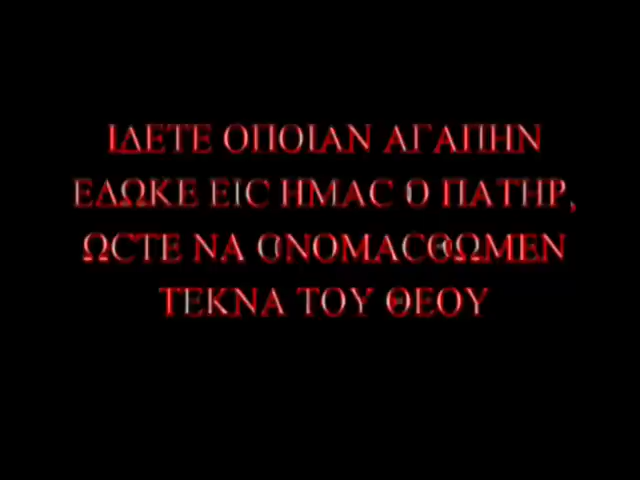 ΙΔΕΤΕ ΟΠΟΙΑΝ ΑΓΑΠΗΝ
ΕΔΩΚΕ ΕΙC ΗΜΑC Ο ΠΑΤΗΡ,
ΩCΤΕ ΝΑ ΟΝΟΜΑCΘΩΜΕΝ
ΤΕΚΝΑ ΤΟΥ ΘΕΟΥ